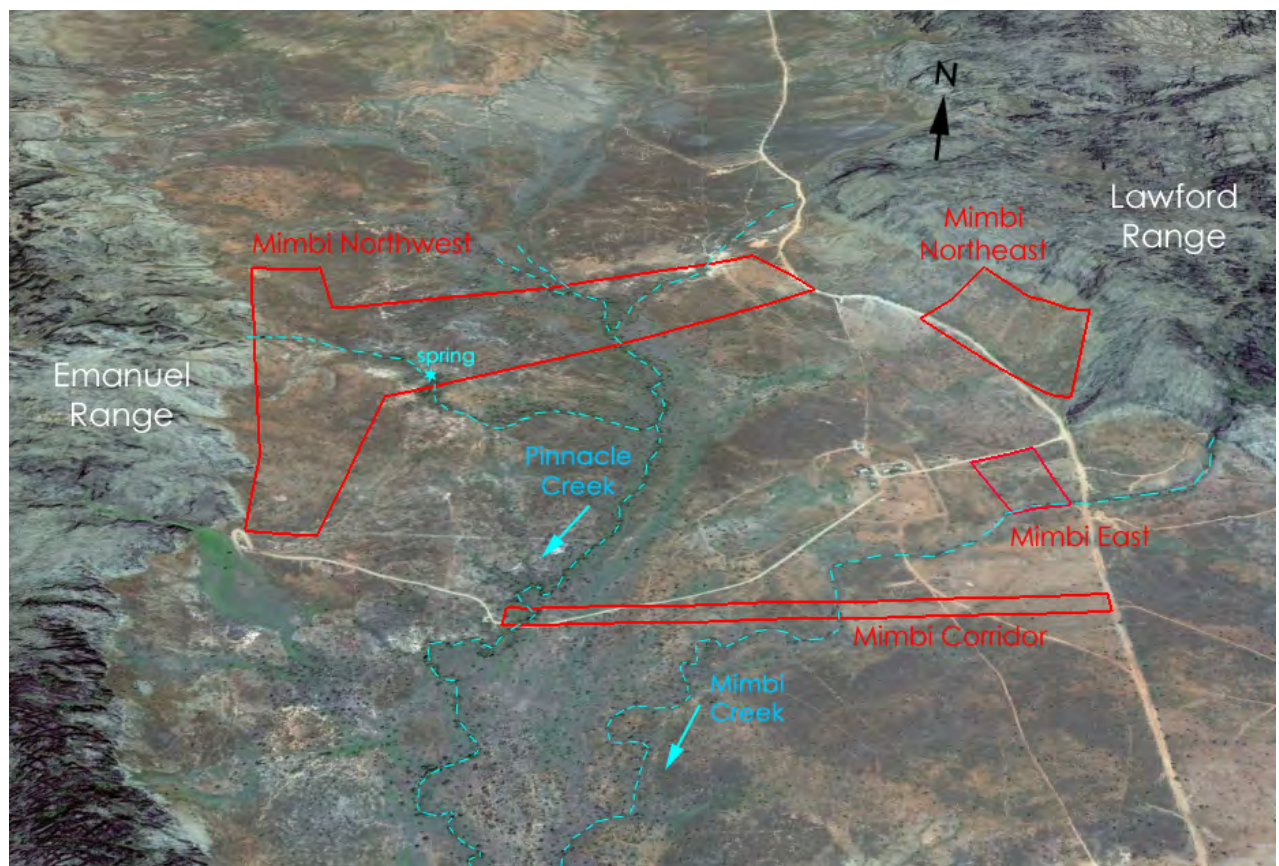 N
Lawford
Range
Mimbi
Northeast
Mimbi Northwest
spring
Emanuel
Range
Pinnacle
Creek
Mimbi East
Mimbi Corridor
Mimbi
Creek